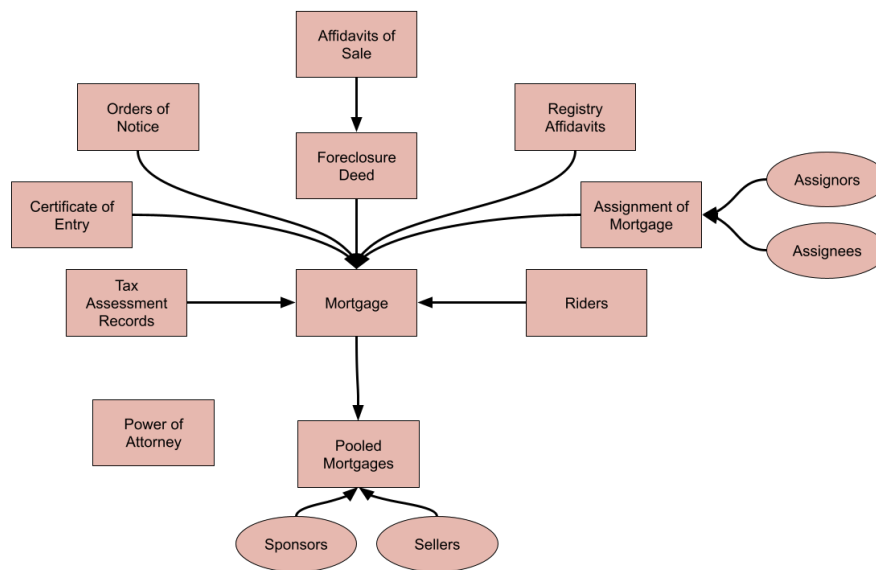 Affidavits of
Sale
Orders of
Notice
Registry
Affidavits
Foreclosure
Deed
Certificate of
Entry
Assignment of
Mortgage
Assignors
Assignees
Tax
Assessment
Records
Mortgage
Riders
Power of
Attorney
Pooled
Mortgages
Sponsors
Sellers